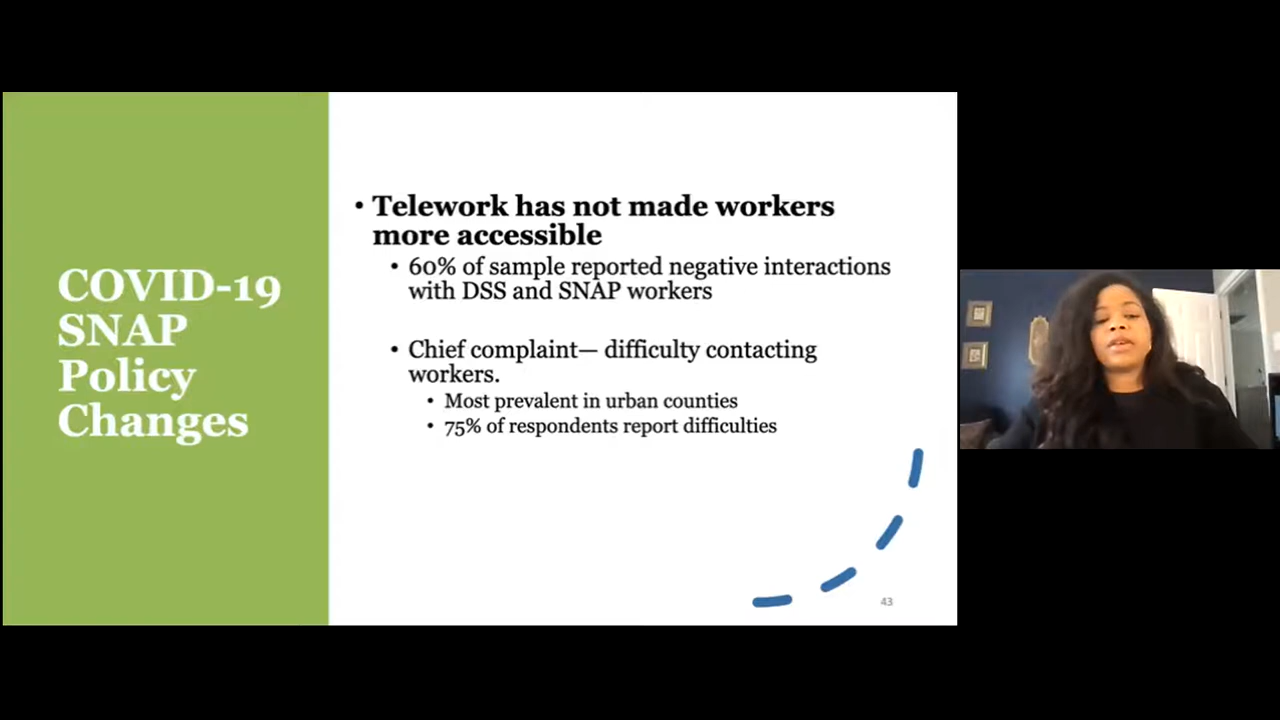 COVID-19
SNAP
Policy
Changes
• Telework has not made workers
more accessible
• 60% of sample reported negative interactions
with DSS and SNAP workers
• Chief complaint— difficulty contacting
workers.
• Most prevalent in urban counties
• 75% of respondents report difficulties
43